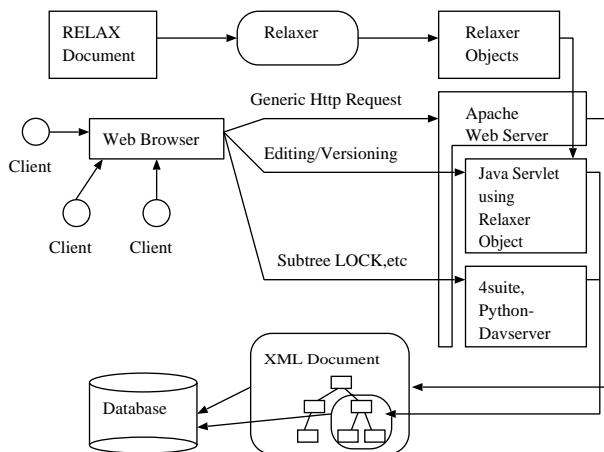 RELAX
Document
Relaxer
Relaxer
Objects
Generic Http Request
Apache
Web Server
Web Browser
Client
Editing/Versioning
Java Servlet
using
Relaxer
Object
Client
Client
Subtree LOCK,etc
4suite,
Python-
Davserver
XML Document
Database